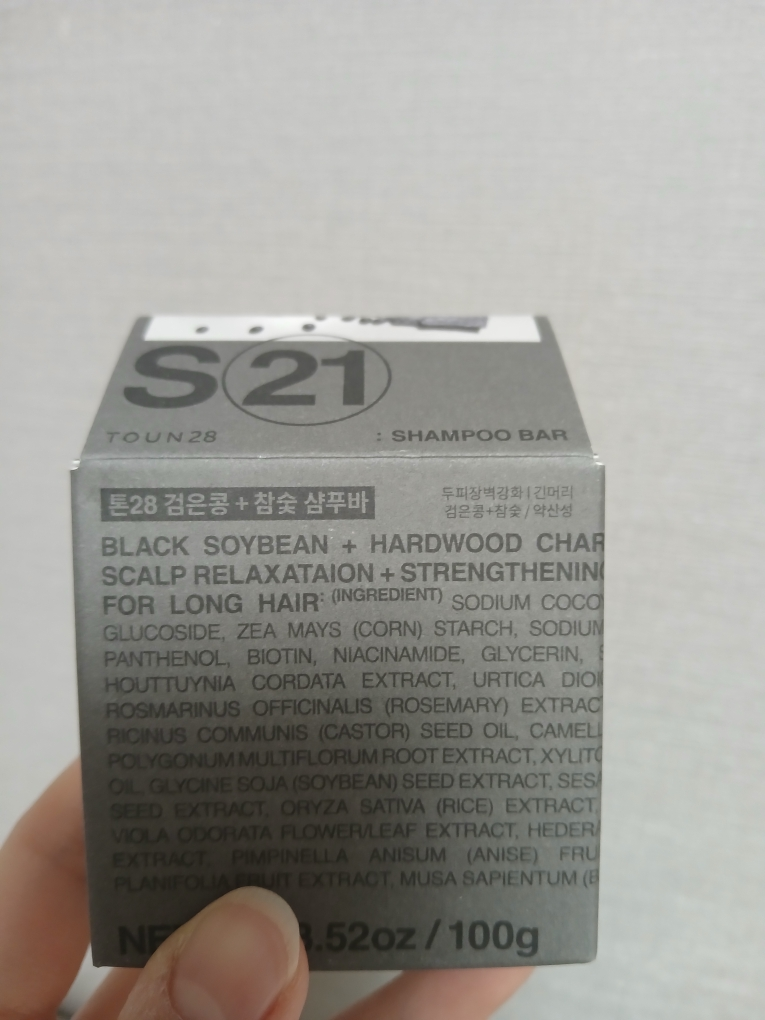 S 21
TOUN28 : SHAMPOO BAR
톤28 검은콩 + 참숯 샴푸바
두피장벽강화 | 긴머리
검은콩+참숯 / 약산성
BLACK SOYBEAN + HARDWOOD CHAR
SCALP RELAXATAION + STRENGTHENING
FOR LONG HAIR: (INGREDIENT) SODIUM COCO
GLUCOSIDE, ZEA MAYS (CORN) STARCH, SODIUM
PANTHENOL, BIOTIN, NIACINAMIDE, GLYCERIN,
HOUTTUYNIA CORDATA EXTRACT, URTICA DIOI
ROSMARINUS OFFICINALIS (ROSEMARY) EXTRAC
RICINUS COMMUNIS (CASTOR) SEED OIL, CAMELL
POLYGONUM MULTIFLORUM ROOT EXTRACT, XYLITO
OIL, GLYCINE SOJA (SOYBEAN) SEED EXTRACT, SESA
SEED EXTRACT, ORYZA SATIVA (RICE) EXTRACT,
VIOLA ODORATA FLOWER/LEAF EXTRACT, HEDERA
EXTRACT, PIMPINELLA ANISUM (ANISE) FRU
PLANIFOLIA FRUIT EXTRACT, MUSA SAPIENTUM (B
NE 3.52oz / 100g